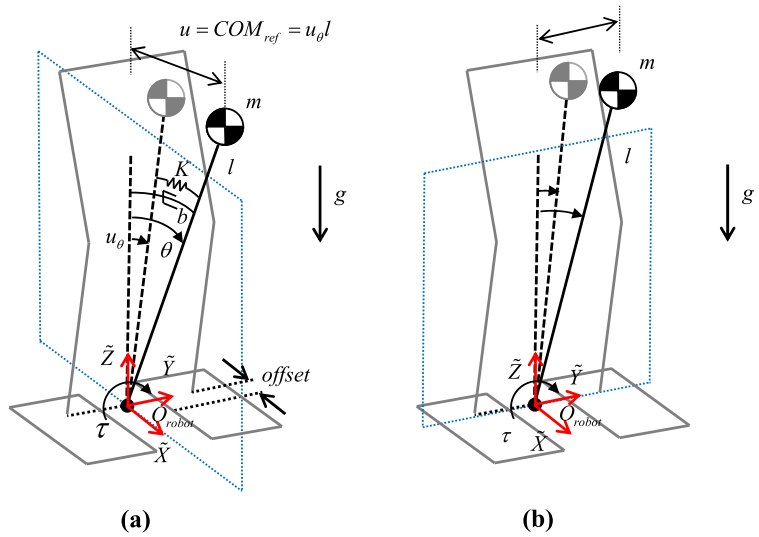 u = COM_ref = u_θ l
m
l
K
b
g
u_θ
θ
Z̃
Ỹ
offset
O_robot
τ
X̃
(a)
m
l
g
Z̃
Ỹ
O_robot
τ
X̃
(b)